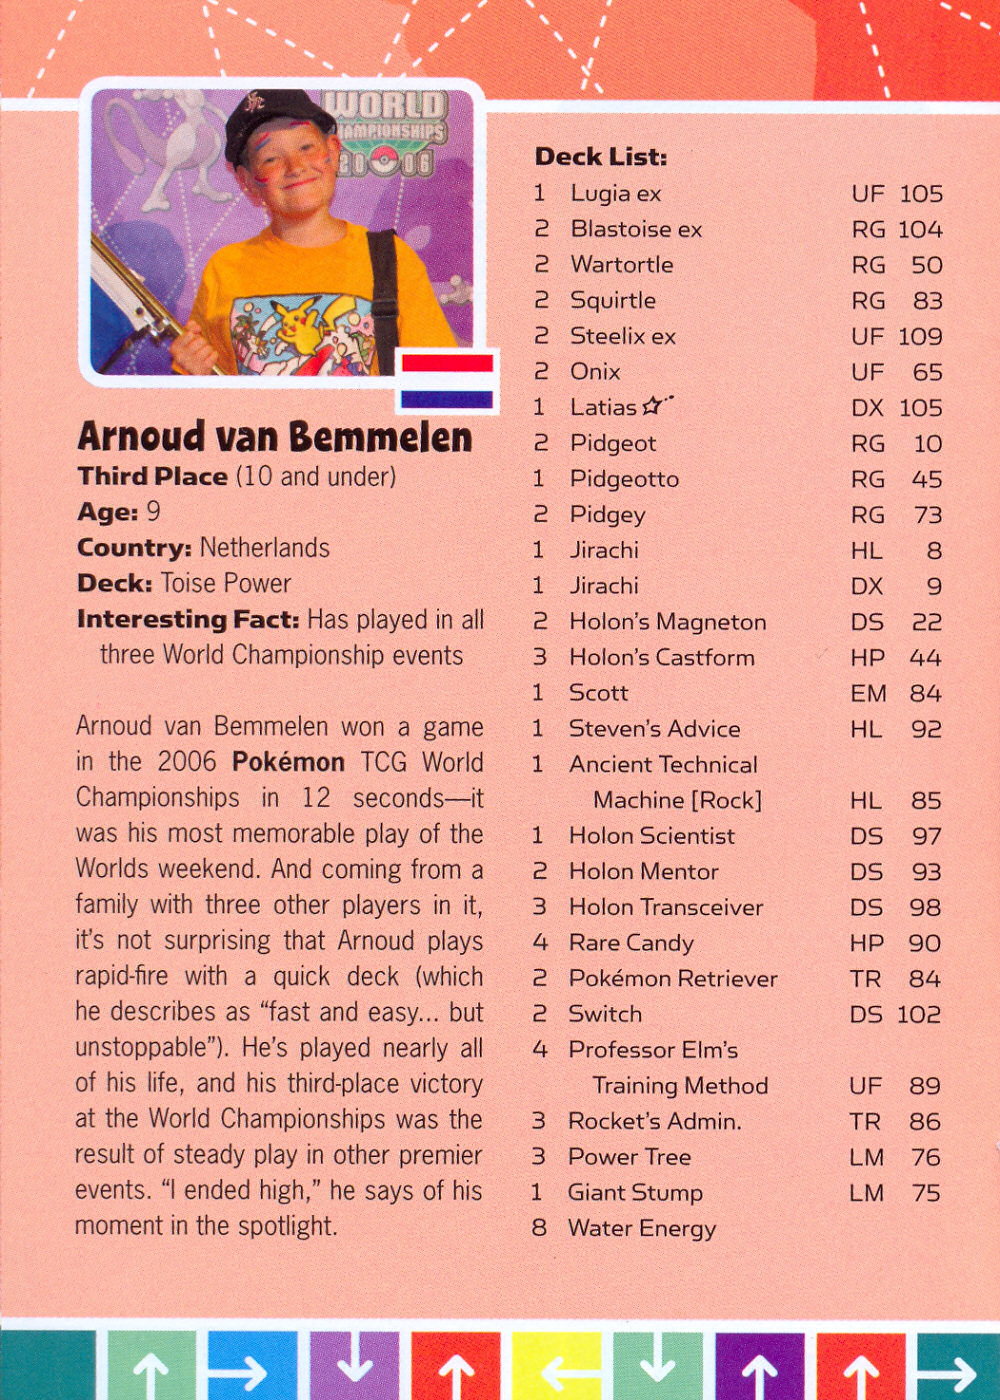 WORLD
CHAMPIONSHIPS
2006
Arnoud van Bemmelen
Third Place (10 and under)
Age: 9
Country: Netherlands
Deck: Toise Power
Interesting Fact: Has played in all
three World Championship events
Arnoud van Bemmelen won a game
in the 2006 Pokémon TCG World
Championships in 12 seconds—it
was his most memorable play of the
Worlds weekend. And coming from a
family with three other players in it,
it's not surprising that Arnoud plays
rapid-fire with a quick deck (which
he describes as "fast and easy... but
unstoppable"). He's played nearly all
of his life, and his third-place victory
at the World Championships was the
result of steady play in other premier
events. "I ended high," he says of his
moment in the spotlight.
Deck List:
1 Lugia ex UF 105
2 Blastoise ex RG 104
2 Wartortle RG 50
2 Squirtle RG 83
2 Steelix ex UF 109
2 Onix UF 65
1 Latias DX 105
2 Pidgeot RG 10
1 Pidgeotto RG 45
2 Pidgey RG 73
1 Jirachi HL 8
1 Jirachi DX 9
2 Holon's Magneton DS 22
3 Holon's Castform HP 44
1 Scott EM 84
1 Steven's Advice HL 92
1 Ancient Technical
Machine [Rock] HL 85
1 Holon Scientist DS 97
2 Holon Mentor DS 93
3 Holon Transceiver DS 98
4 Rare Candy HP 90
2 Pokémon Retriever TR 84
2 Switch DS 102
4 Professor Elm's
Training Method UF 89
3 Rocket's Admin. TR 86
3 Power Tree LM 76
1 Giant Stump LM 75
8 Water Energy